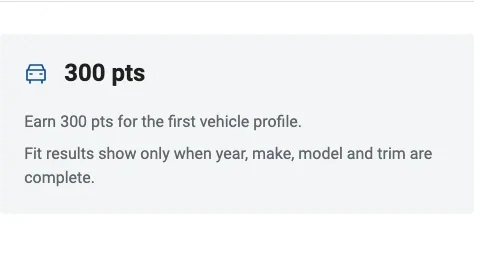 300 pts
Earn 300 pts for the first vehicle profile.
Fit results show only when year, make, model and trim are
complete.